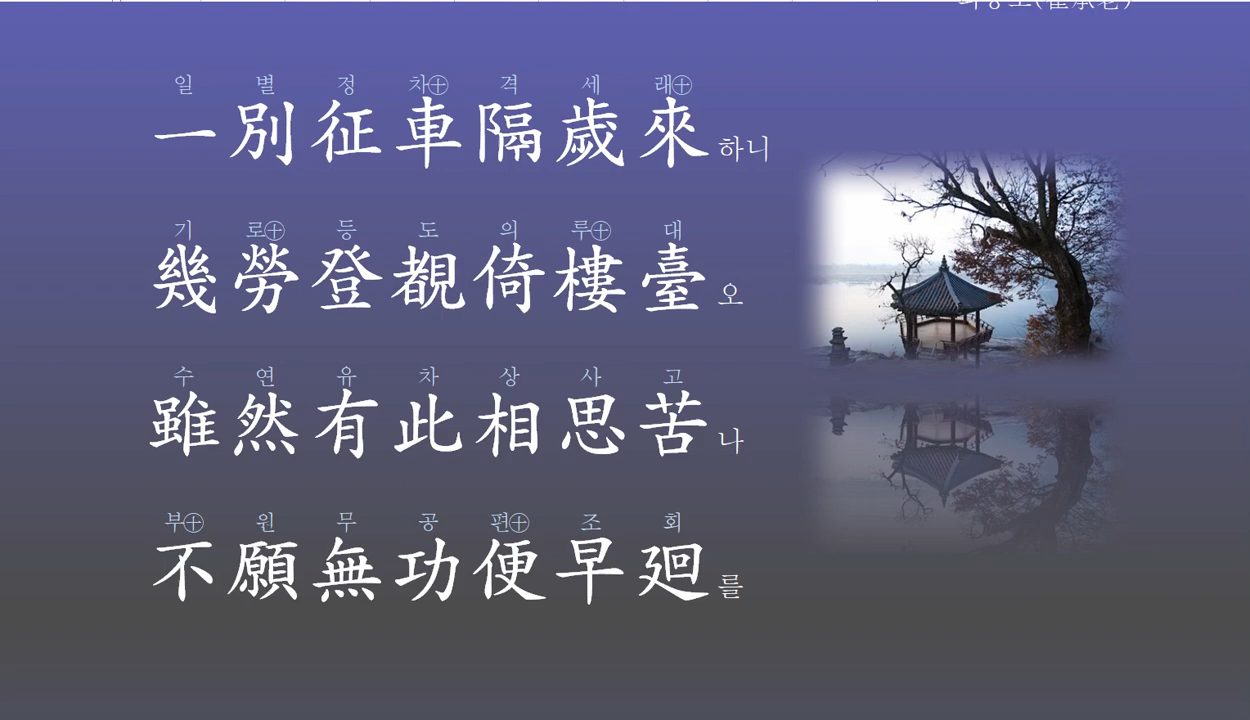 일 별 정 차㊉ 격 세 래㊉
一別征車隔歲來 하니
기 로㊉ 등 도 의 루㊉ 대
幾勞登覩倚樓臺 오
수 연 유 차 상 사 고
雖然有此相思苦 나
부㊉ 원 무 공 편㊉ 조 회
不願無功便早廻 를